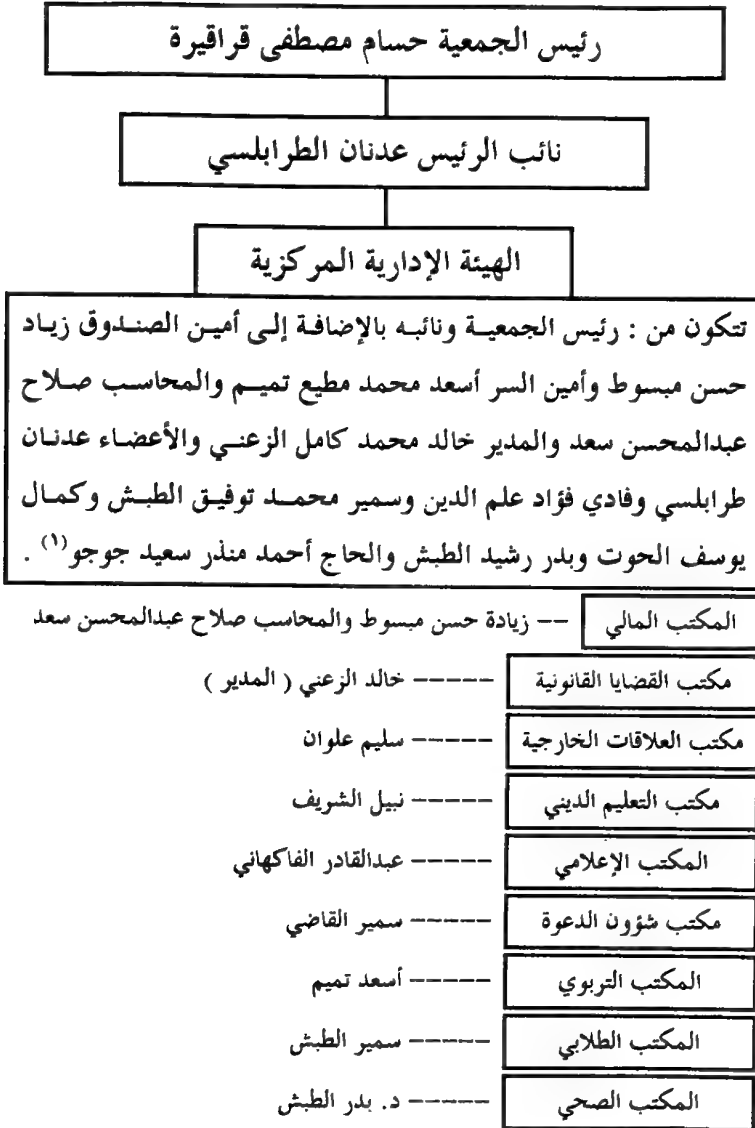 رئيس الجمعية حسام مصطفى قراقيرة
نائب الرئيس عدنان الطرابلسي
الهيئة الإدارية المركزية
تتكون من : رئيس الجمعيـة ونائبـه بالإضافـة إلـى أميـن الصنـدوق زيـاد
حسن مبسوط وأمين السر أسعد محمد مطيع تميـم والمحاسـب صـلاح
عبدالمحسن سعد والمدير خالد محمد كامل الزعنـي والأعضـاء عدنـان
طرابلسي وفادي فؤاد علم الدين وسمير محمـد توفيـق الطبـش وكمـال
يوسف الحوت وبدر رشيد الطبش والحاج أحمد منذر سعيد جوجو(١) .
المكتب المالي -- زيادة حسن مبسوط والمحاسب صلاح عبدالمحسن سعد
مكتب القضايا القانونية ----- خالد الزعني ( المدير )
مكتب العلاقات الخارجية ----- سليم علوان
مكتب التعليم الديني ----- نبيل الشريف
المكتب الإعلامي ----- عبدالقادر الفاكهاني
مكتب شؤون الدعوة ----- سمير القاضي
المكتب التربوي ----- أسعد تميم
المكتب الطلابي ----- سمير الطبش
المكتب الصحي ----- د. بدر الطبش